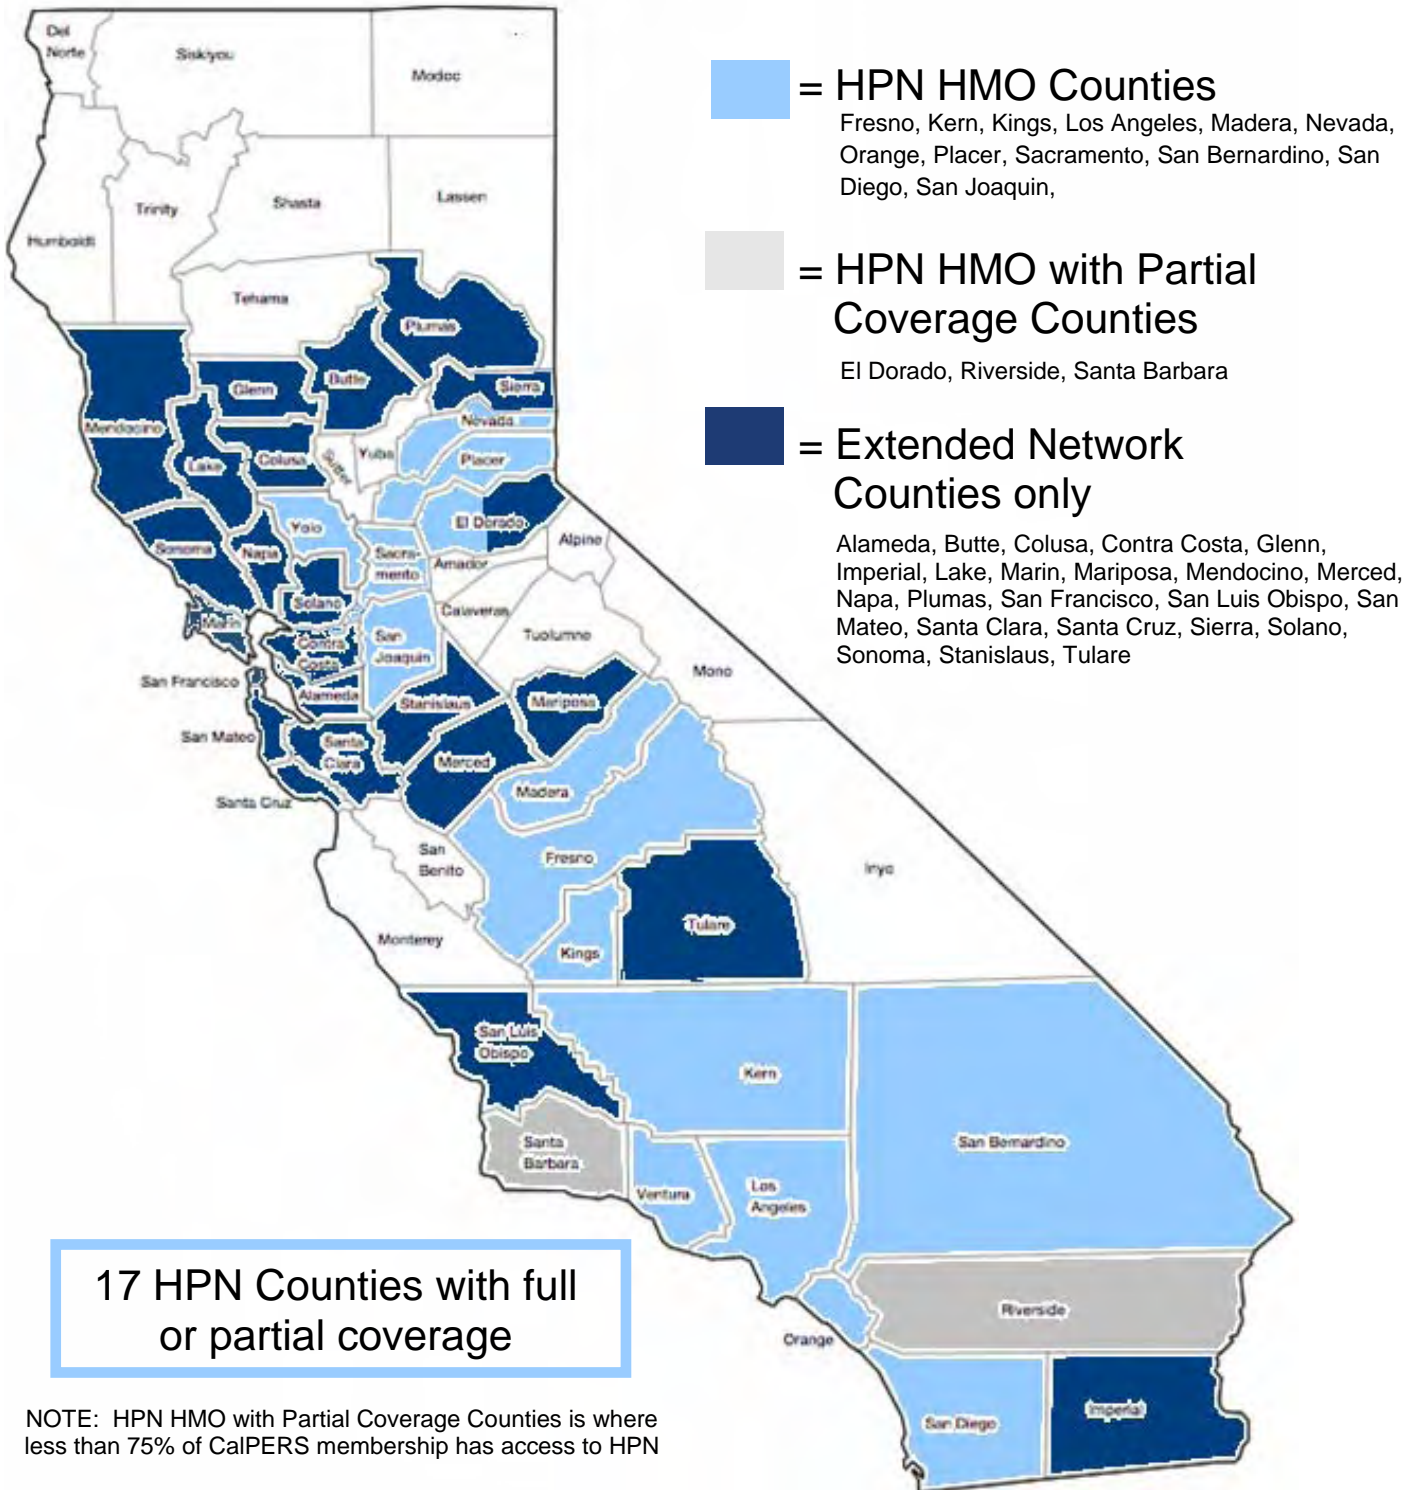 Del
Norte
Siskiyou
Modoc
Humboldt
Trinity
Shasta
Lassen
Tehama
Plumas
Mendocino
Glenn
Butte
Sierra
Nevada
Lake
Colusa
Sutter
Yuba
Placer
Yolo
El Dorado
Sonoma
Napa
Sacra-
mento
Amador
Alpine
Solano
Marin
Calaveras
Contra
Costa
San
Joaquin
Tuolumne
Mono
San Francisco
Alameda
Stanislaus
Mariposa
San Mateo
Santa
Clara
Merced
Santa Cruz
Madera
San
Benito
Fresno
Inyo
Monterey
Kings
Tulare
San Luis
Obispo
Kern
San Bernardino
Santa
Barbara
Ventura
Los
Angeles
Riverside
Orange
San Diego
Imperial
= HPN HMO Counties
Fresno, Kern, Kings, Los Angeles, Madera, Nevada,
Orange, Placer, Sacramento, San Bernardino, San
Diego, San Joaquin,
= HPN HMO with Partial
Coverage Counties
El Dorado, Riverside, Santa Barbara
= Extended Network
Counties only
Alameda, Butte, Colusa, Contra Costa, Glenn,
Imperial, Lake, Marin, Mariposa, Mendocino, Merced,
Napa, Plumas, San Francisco, San Luis Obispo, San
Mateo, Santa Clara, Santa Cruz, Sierra, Solano,
Sonoma, Stanislaus, Tulare
17 HPN Counties with full
or partial coverage
NOTE: HPN HMO with Partial Coverage Counties is where
less than 75% of CalPERS membership has access to HPN